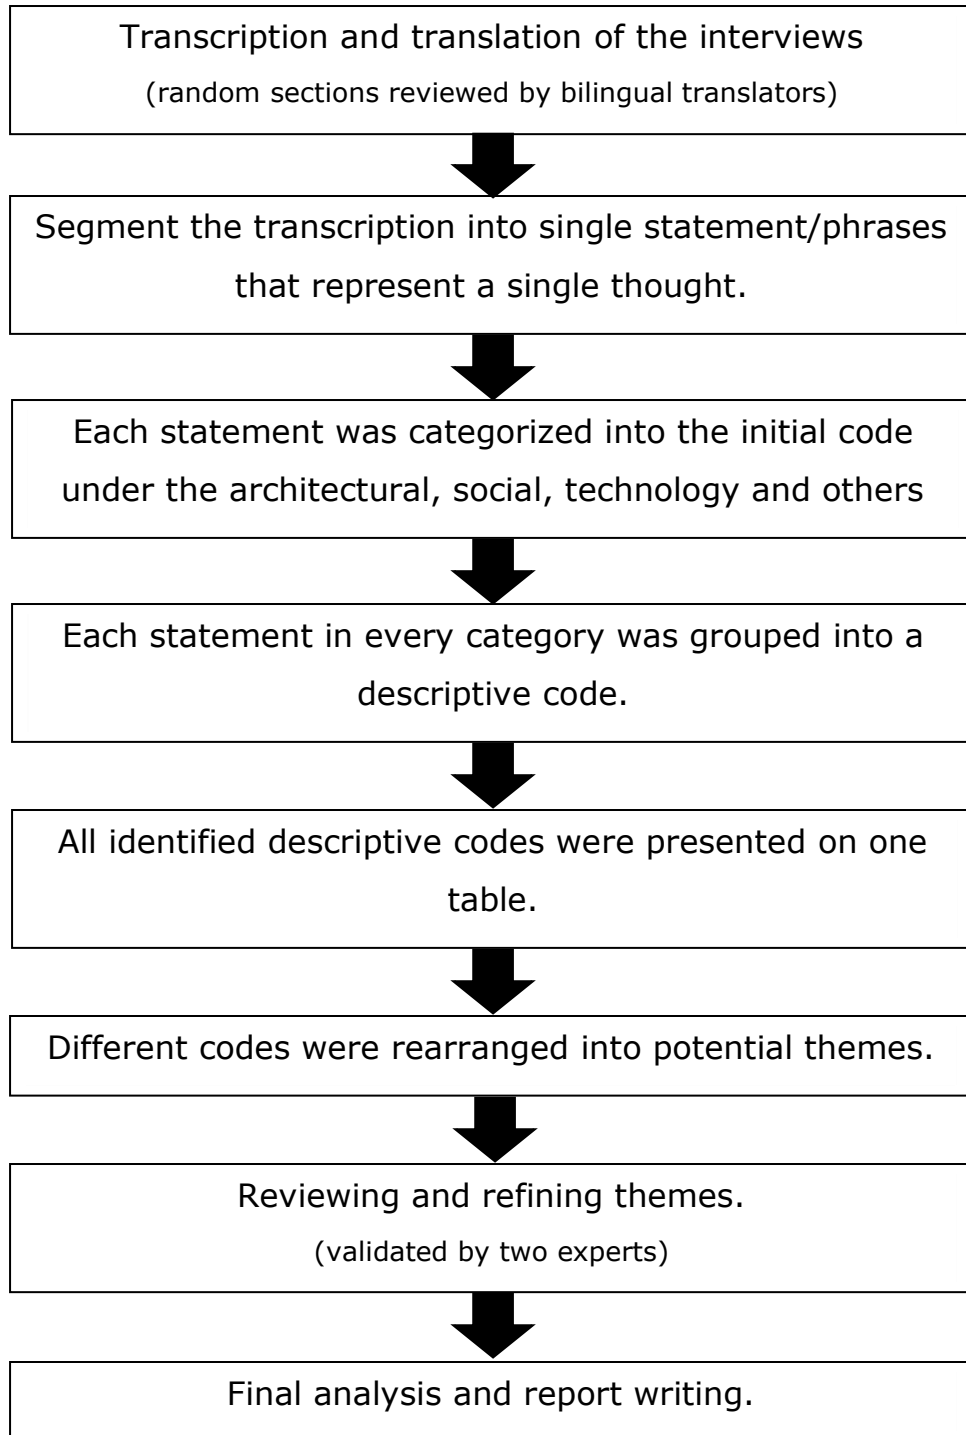 Transcription and translation of the interviews
(random sections reviewed by bilingual translators)
Segment the transcription into single statement/phrases
that represent a single thought.
Each statement was categorized into the initial code
under the architectural, social, technology and others
Each statement in every category was grouped into a
descriptive code.
All identified descriptive codes were presented on one
table.
Different codes were rearranged into potential themes.
Reviewing and refining themes.
(validated by two experts)
Final analysis and report writing.